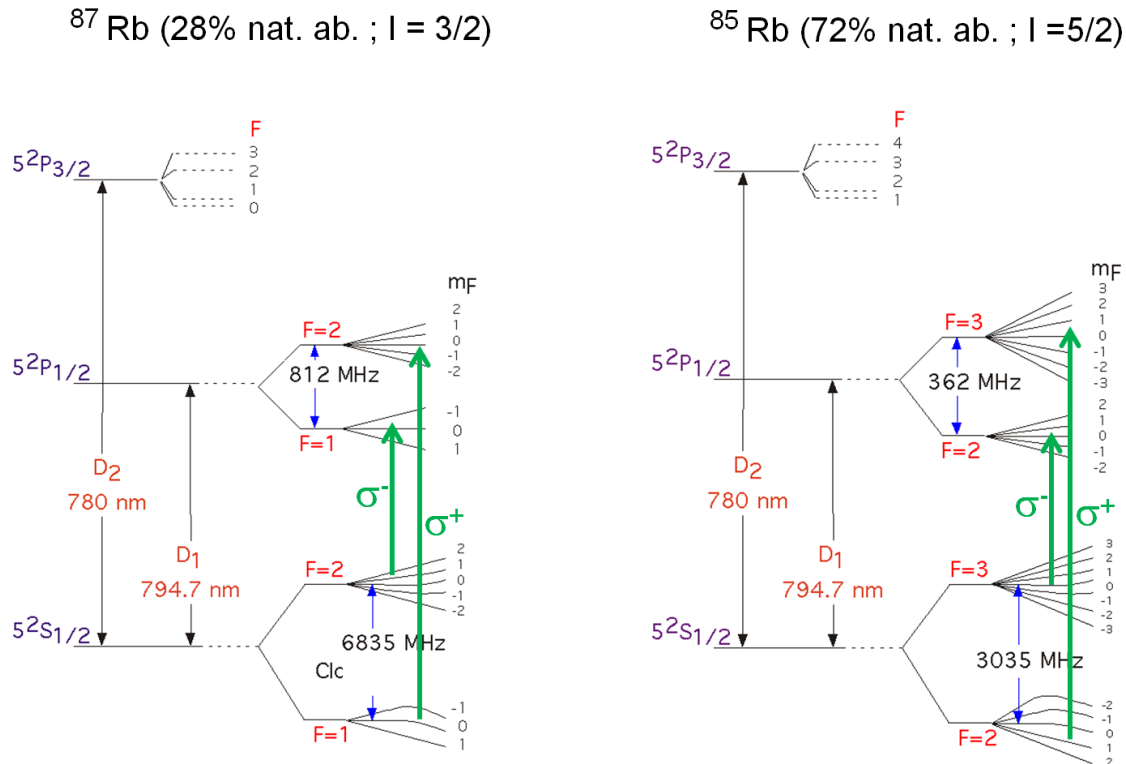 ⁸⁷ Rb (28% nat. ab. ; I = 3/2)
F
3
2
1
0
5²P₃/₂
m_F
2
1
0
-1
-2
F=2
5²P₁/₂
812 MHz
-1
0
1
F=1
D₂
780 nm
σ⁻
σ⁺
D₁
794.7 nm
2
1
0
-1
-2
F=2
5²S₁/₂
6835 MHz
Clc
-1
0
1
F=1
⁸⁵ Rb (72% nat. ab. ; I =5/2)
F
4
3
2
1
5²P₃/₂
m_F
3
2
1
0
-1
-2
-3
F=3
5²P₁/₂
362 MHz
2
1
0
-1
-2
F=2
D₂
780 nm
σ⁻
σ⁺
D₁
794.7 nm
3
2
1
0
-1
-2
-3
F=3
5²S₁/₂
3035 MHz
-2
-1
0
1
2
F=2